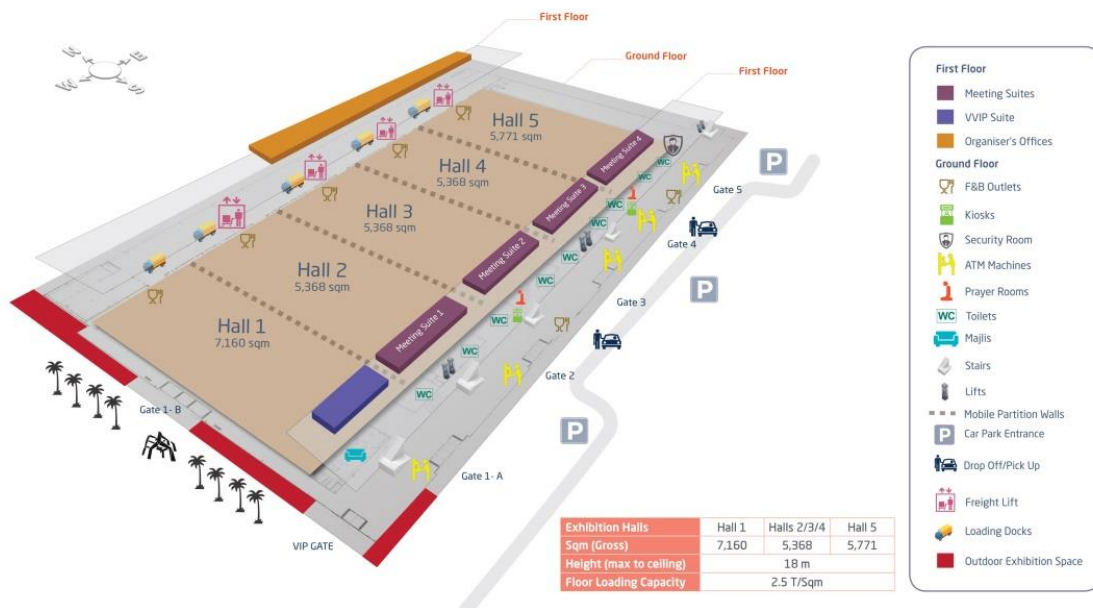 First Floor
Ground Floor
First Floor
N
E
W
S
Hall 5
5,771 sqm
Hall 4
5,368 sqm
Hall 3
5,368 sqm
Hall 2
5,368 sqm
Hall 1
7,160 sqm
Meeting Suite 4
Meeting Suite 3
Meeting Suite 2
Meeting Suite 1
WC
WC
WC
WC
WC
WC
WC
WC
WC
P
P
P
Gate 5
Gate 4
Gate 3
Gate 2
Gate 1- A
Gate 1- B
VIP GATE
First Floor
Meeting Suites
VVIP Suite
Organiser's Offices
Ground Floor
F&B Outlets
Kiosks
Security Room
ATM Machines
Prayer Rooms
WC Toilets
Majlis
Stairs
Lifts
Mobile Partition Walls
P Car Park Entrance
Drop Off/Pick Up
Freight Lift
Loading Docks
Outdoor Exhibition Space
Exhibition Halls Hall 1 Halls 2/3/4 Hall 5
Sqm (Gross) 7,160 5,368 5,771
Height (max to ceiling) 18 m
Floor Loading Capacity 2.5 T/Sqm